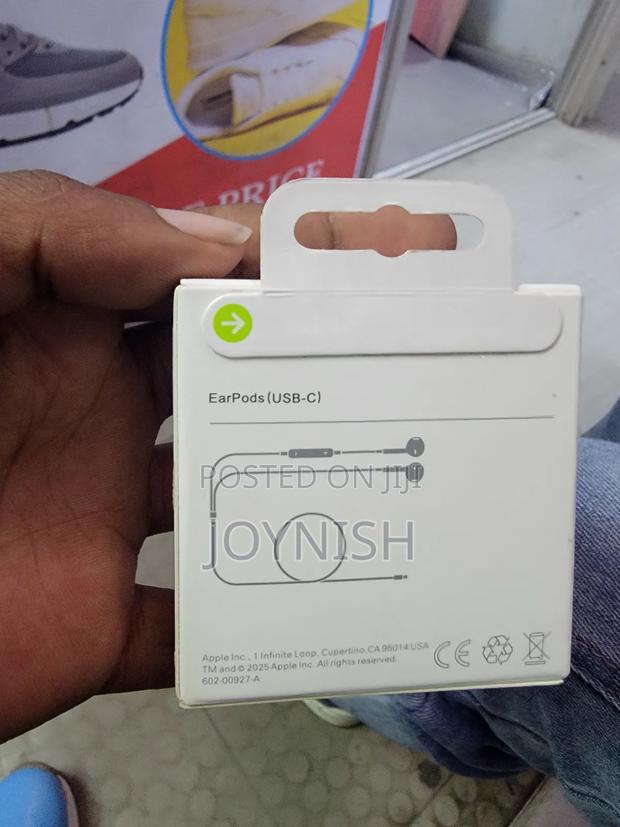 E PRICE
EarPods (USB-C)
POSTED ON JIJI
JOYNISH
Apple Inc., 1 Infinite Loop, Cupertino, CA 95014 USA
TM and © 2025 Apple Inc. All rights reserved.
602-00927-A
CE